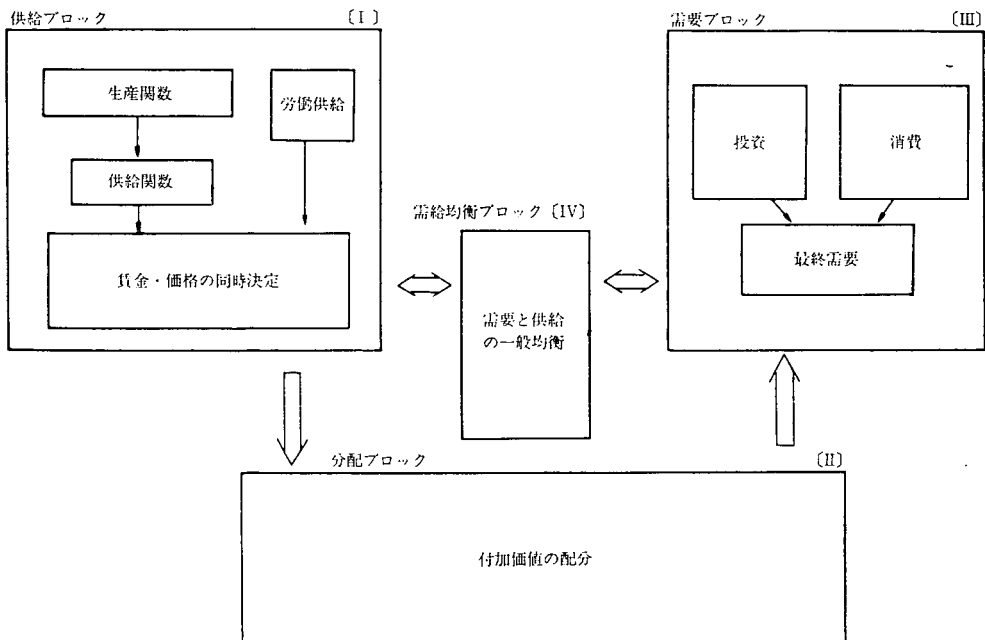 供給ブロック
〔I〕
生産関数
労働供給
供給関数
賃金・価格の同時決定
需給均衡ブロック〔IV〕
需要と供給
の一般均衡
需要ブロック
〔III〕
投資
消費
最終需要
分配ブロック
〔II〕
付加価値の配分